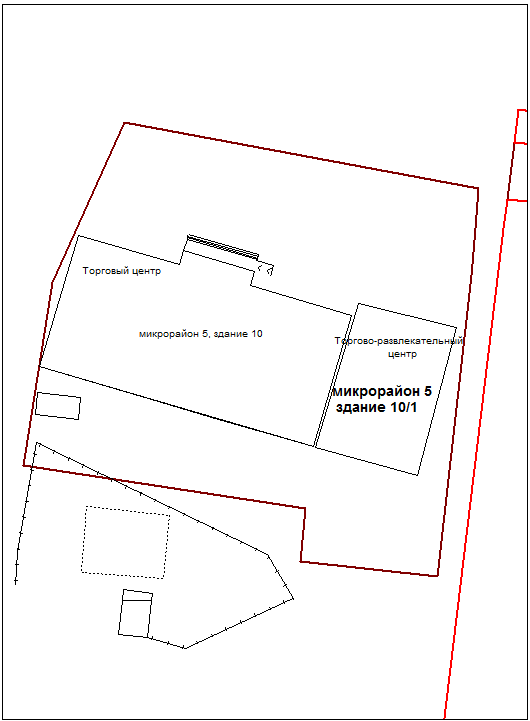 Торговый центр
микрорайон 5, здание 10
Торгово-развлекательный
центр
микрорайон 5
здание 10/1